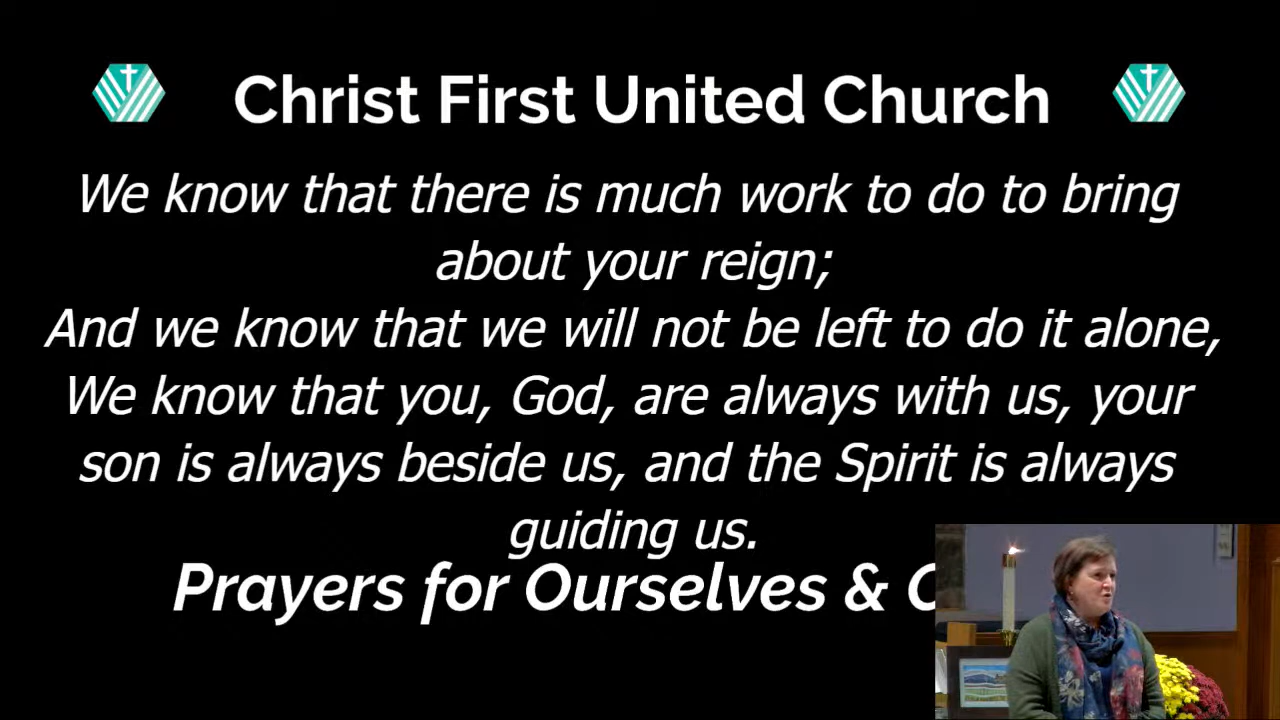 Christ First United Church
We know that there is much work to do to bring
about your reign;
And we know that we will not be left to do it alone,
We know that you, God, are always with us, your
son is always beside us, and the Spirit is always
guiding us.
Prayers for Ourselves &